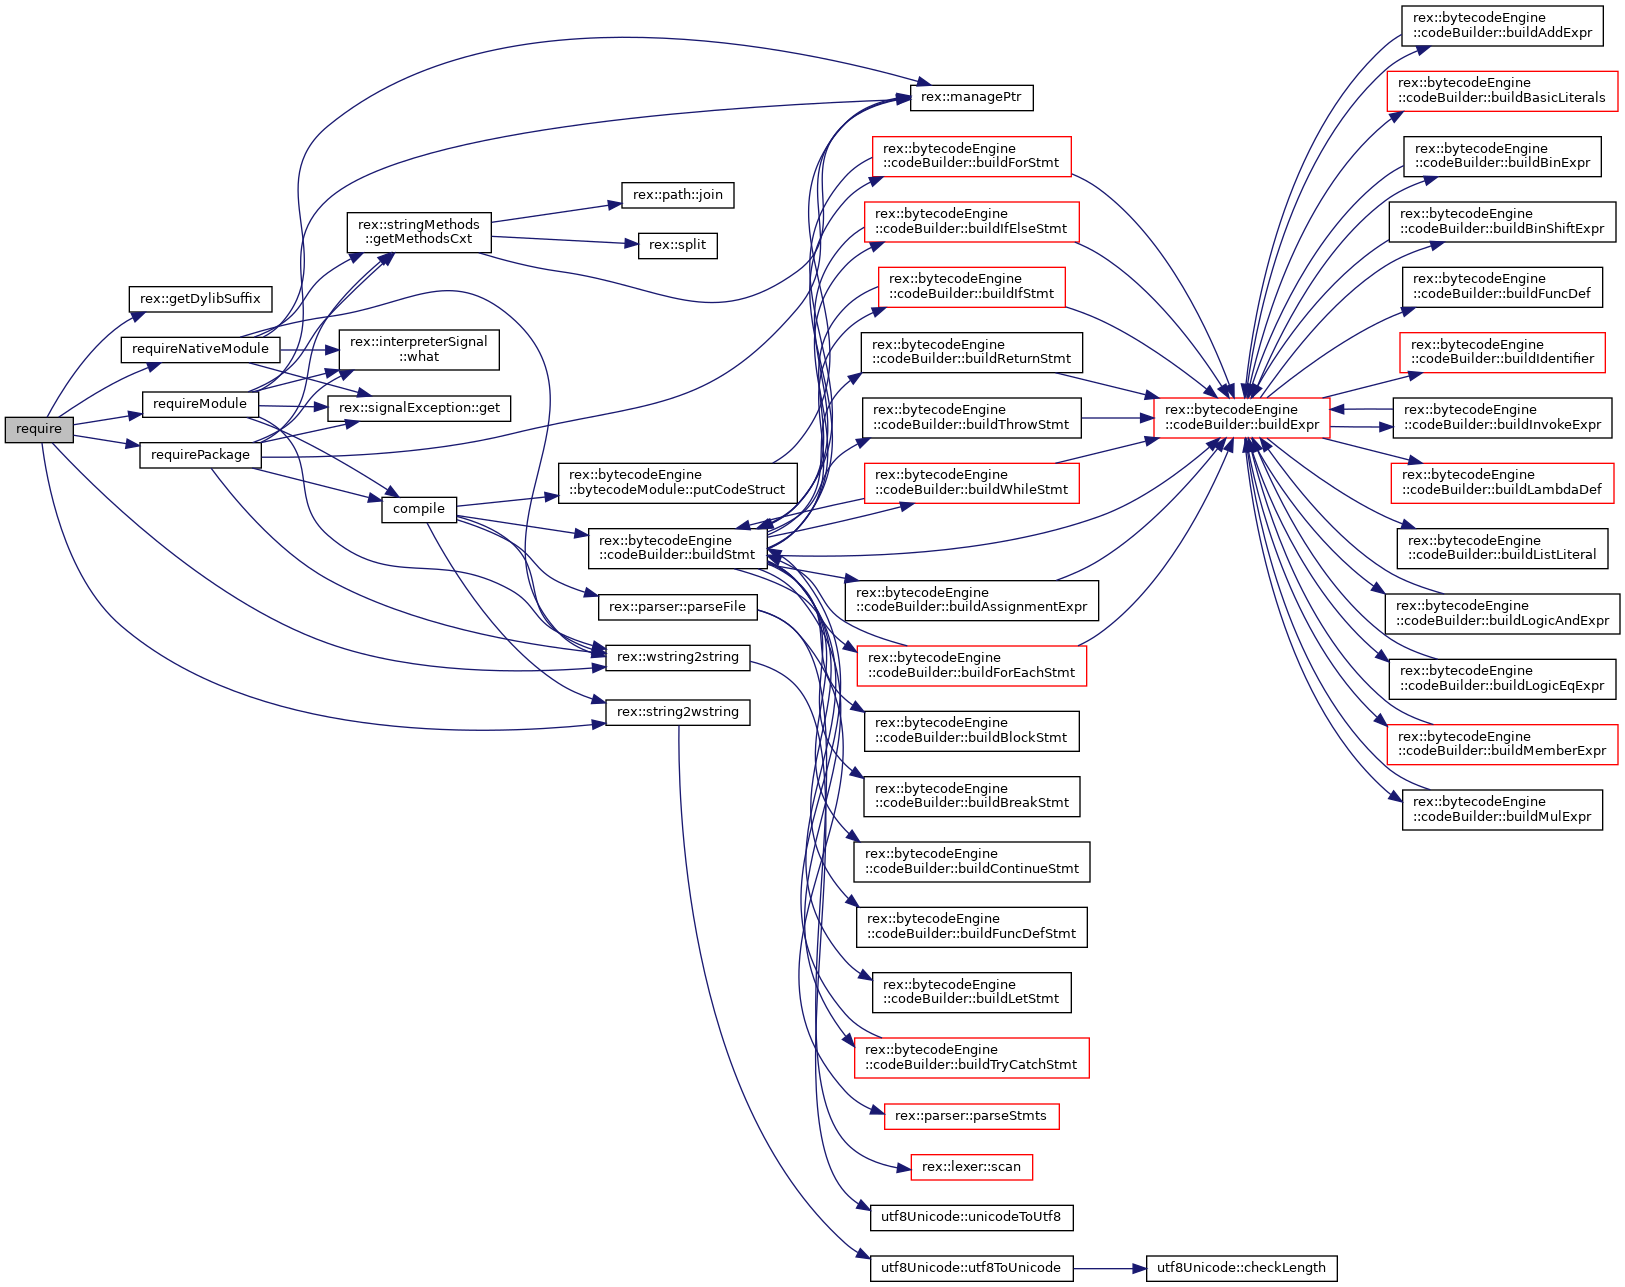 require
rex::getDylibSuffix
requireNativeModule
requireModule
requirePackage
rex::stringMethods
::getMethodsCxt
rex::interpreterSignal
::what
rex::signalException::get
compile
rex::path::join
rex::split
rex::bytecodeEngine
::bytecodeModule::putCodeStruct
rex::bytecodeEngine
::codeBuilder::buildStmt
rex::parser::parseFile
rex::wstring2string
rex::string2wstring
rex::managePtr
rex::bytecodeEngine
::codeBuilder::buildForStmt
rex::bytecodeEngine
::codeBuilder::buildIfElseStmt
rex::bytecodeEngine
::codeBuilder::buildIfStmt
rex::bytecodeEngine
::codeBuilder::buildReturnStmt
rex::bytecodeEngine
::codeBuilder::buildThrowStmt
rex::bytecodeEngine
::codeBuilder::buildWhileStmt
rex::bytecodeEngine
::codeBuilder::buildAssignmentExpr
rex::bytecodeEngine
::codeBuilder::buildForEachStmt
rex::bytecodeEngine
::codeBuilder::buildBlockStmt
rex::bytecodeEngine
::codeBuilder::buildBreakStmt
rex::bytecodeEngine
::codeBuilder::buildContinueStmt
rex::bytecodeEngine
::codeBuilder::buildFuncDefStmt
rex::bytecodeEngine
::codeBuilder::buildLetStmt
rex::bytecodeEngine
::codeBuilder::buildTryCatchStmt
rex::parser::parseStmts
rex::lexer::scan
utf8Unicode::unicodeToUtf8
utf8Unicode::utf8ToUnicode
rex::bytecodeEngine
::codeBuilder::buildExpr
utf8Unicode::checkLength
rex::bytecodeEngine
::codeBuilder::buildAddExpr
rex::bytecodeEngine
::codeBuilder::buildBasicLiterals
rex::bytecodeEngine
::codeBuilder::buildBinExpr
rex::bytecodeEngine
::codeBuilder::buildBinShiftExpr
rex::bytecodeEngine
::codeBuilder::buildFuncDef
rex::bytecodeEngine
::codeBuilder::buildIdentifier
rex::bytecodeEngine
::codeBuilder::buildInvokeExpr
rex::bytecodeEngine
::codeBuilder::buildLambdaDef
rex::bytecodeEngine
::codeBuilder::buildListLiteral
rex::bytecodeEngine
::codeBuilder::buildLogicAndExpr
rex::bytecodeEngine
::codeBuilder::buildLogicEqExpr
rex::bytecodeEngine
::codeBuilder::buildMemberExpr
rex::bytecodeEngine
::codeBuilder::buildMulExpr